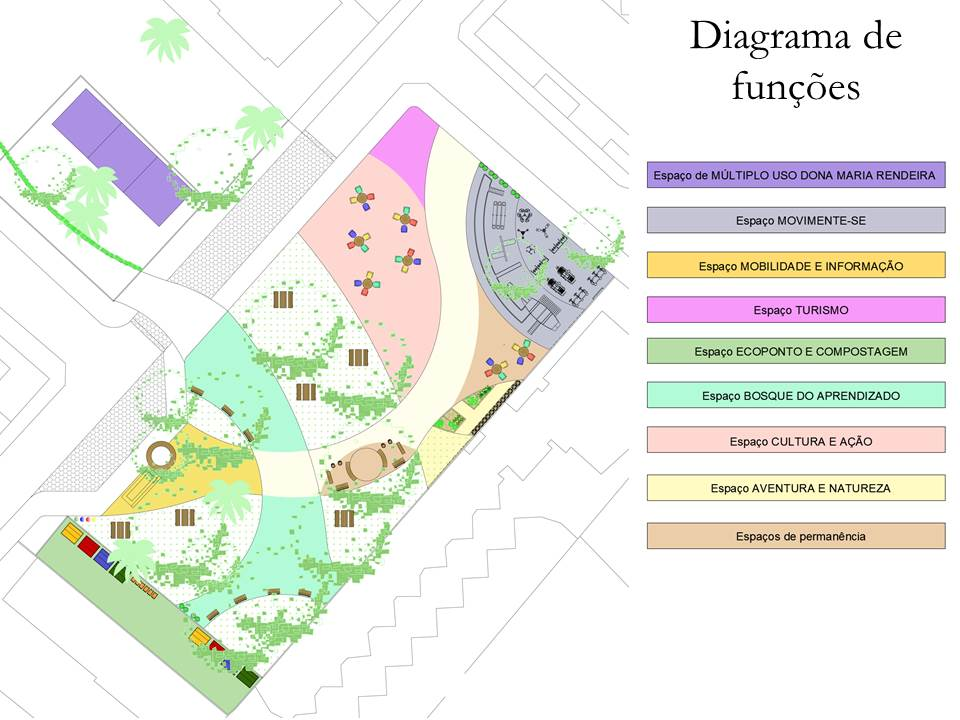 Diagrama de
funções
Espaço de MÚLTIPLO USO DONA MARIA RENDEIRA
Espaço MOVIMENTE-SE
Espaço MOBILIDADE E INFORMAÇÃO
Espaço TURISMO
Espaço ECOPONTO E COMPOSTAGEM
Espaço BOSQUE DO APRENDIZADO
Espaço CULTURA E AÇÃO
Espaço AVENTURA E NATUREZA
Espaços de permanência